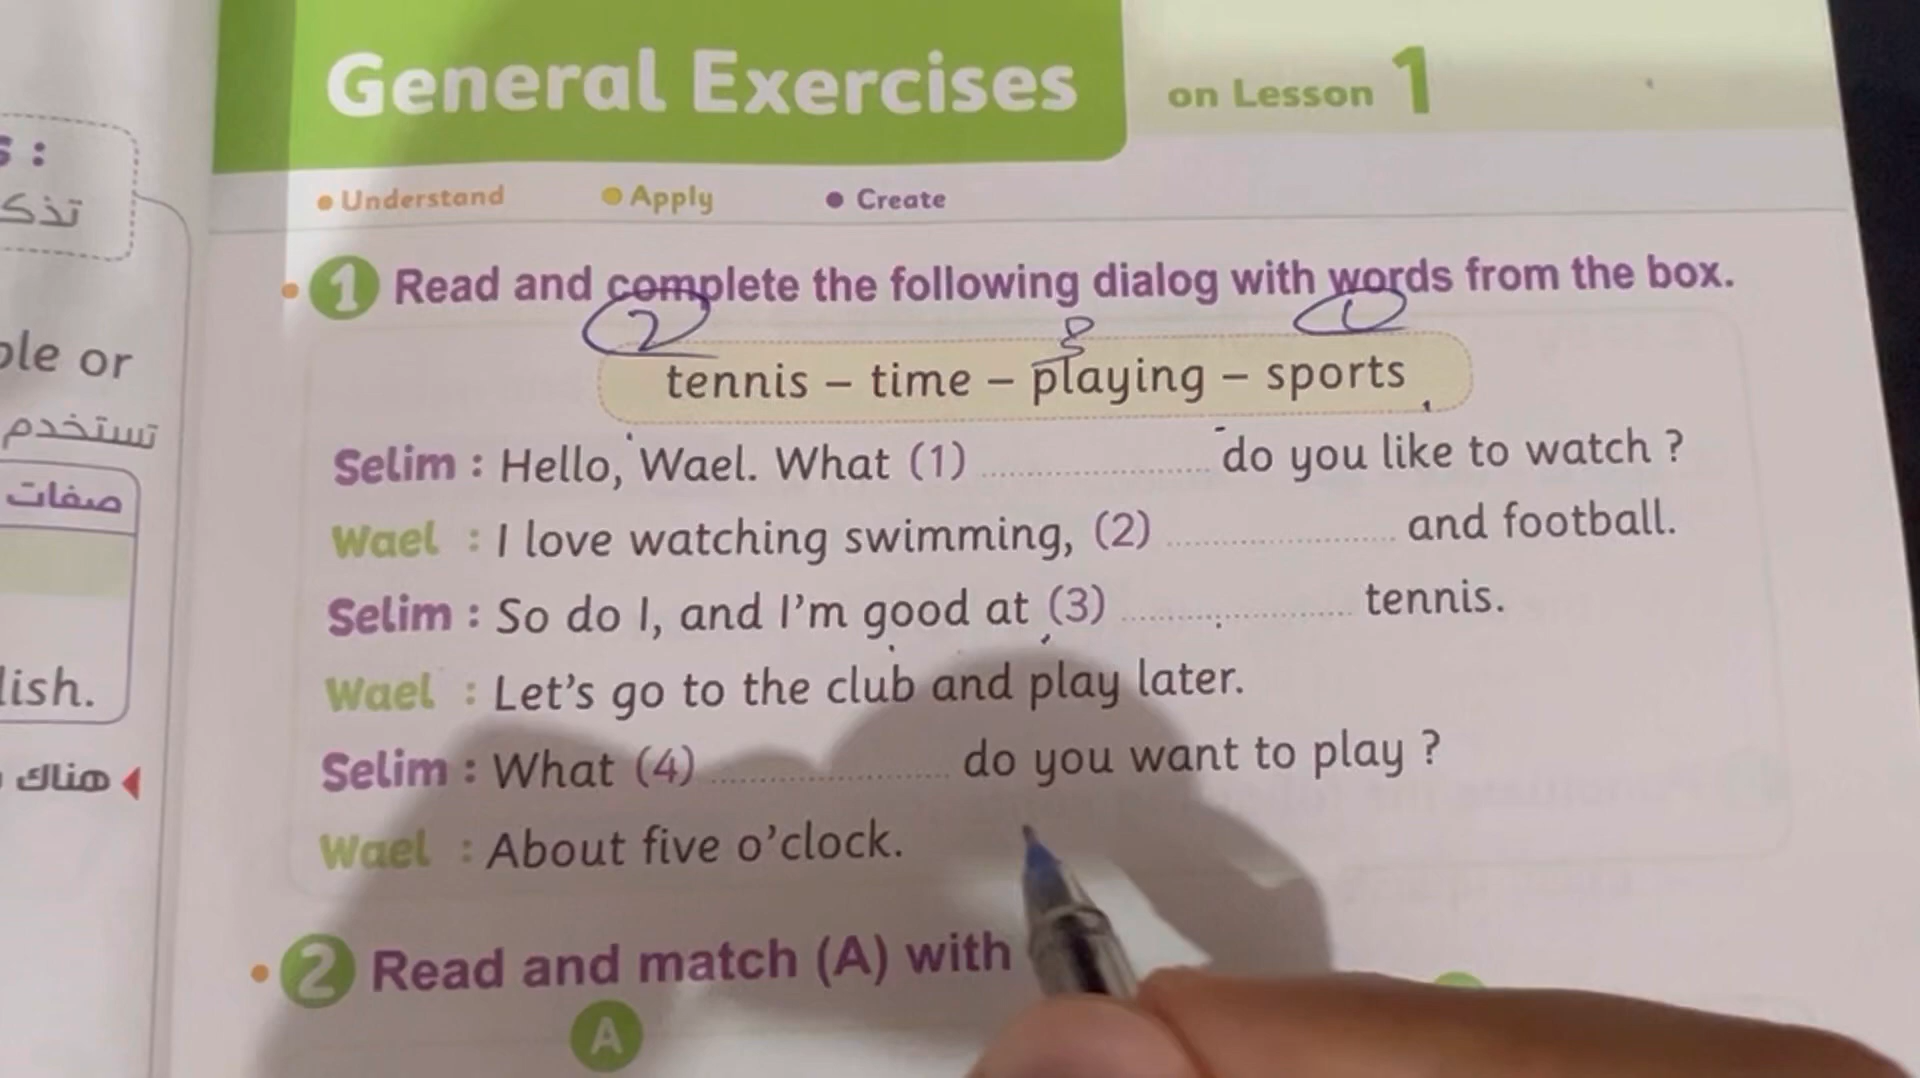 General Exercises on Lesson 1
• Understand • Apply • Create
s :
تذك
• 1 Read and complete the following dialog with words from the box.
2 8 1
tennis – time – playing – sports
ple or
تستخدم
Selim : Hello, Wael. What (1) .......................... do you like to watch ?
صفات
Wael : I love watching swimming, (2) .......................... and football.
Selim : So do I, and I'm good at (3) .......................... tennis.
lish.
Wael : Let's go to the club and play later.
هناك
Selim : What (4) .......................... do you want to play ?
Wael : About five o'clock.
• 2 Read and match (A) with
A